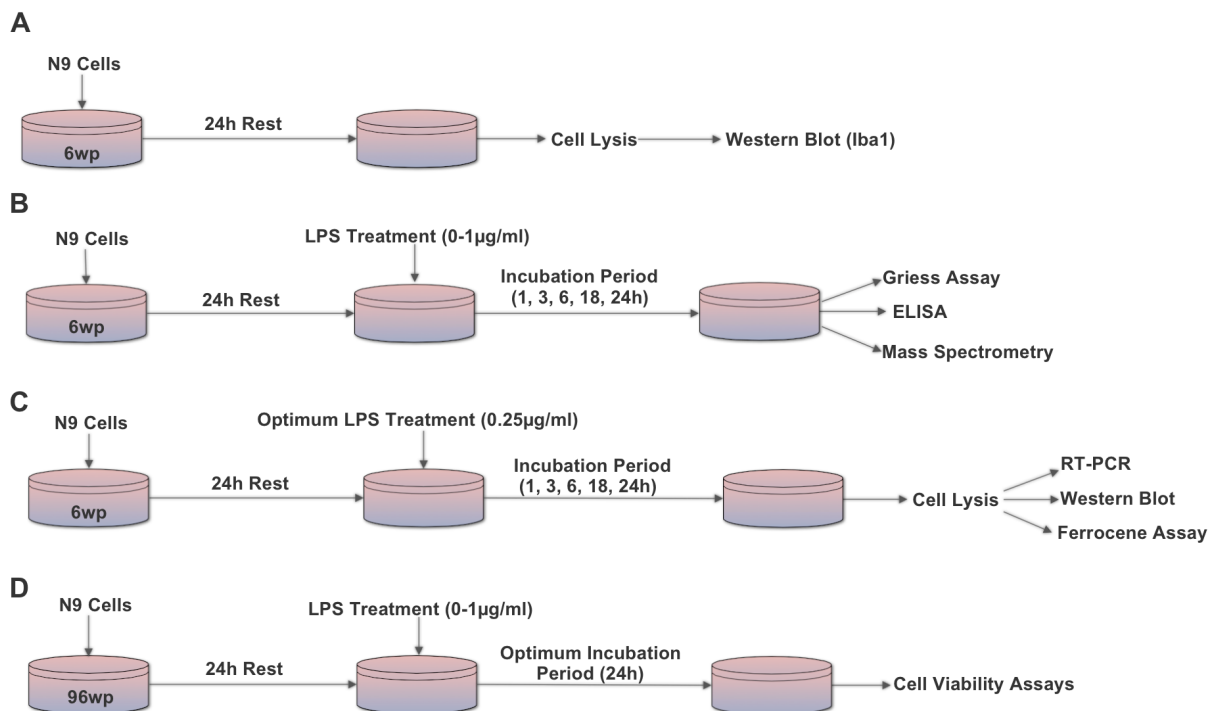 A
N9 Cells
24h Rest
6wp
Cell Lysis
Western Blot (Iba1)
B
N9 Cells
LPS Treatment (0-1µg/ml)
24h Rest
Incubation Period
(1, 3, 6, 18, 24h)
6wp
Griess Assay
ELISA
Mass Spectrometry
C
N9 Cells
Optimum LPS Treatment (0.25µg/ml)
24h Rest
Incubation Period
(1, 3, 6, 18, 24h)
6wp
Cell Lysis
RT-PCR
Western Blot
Ferrocene Assay
D
N9 Cells
LPS Treatment (0-1µg/ml)
24h Rest
Optimum Incubation
Period (24h)
96wp
Cell Viability Assays